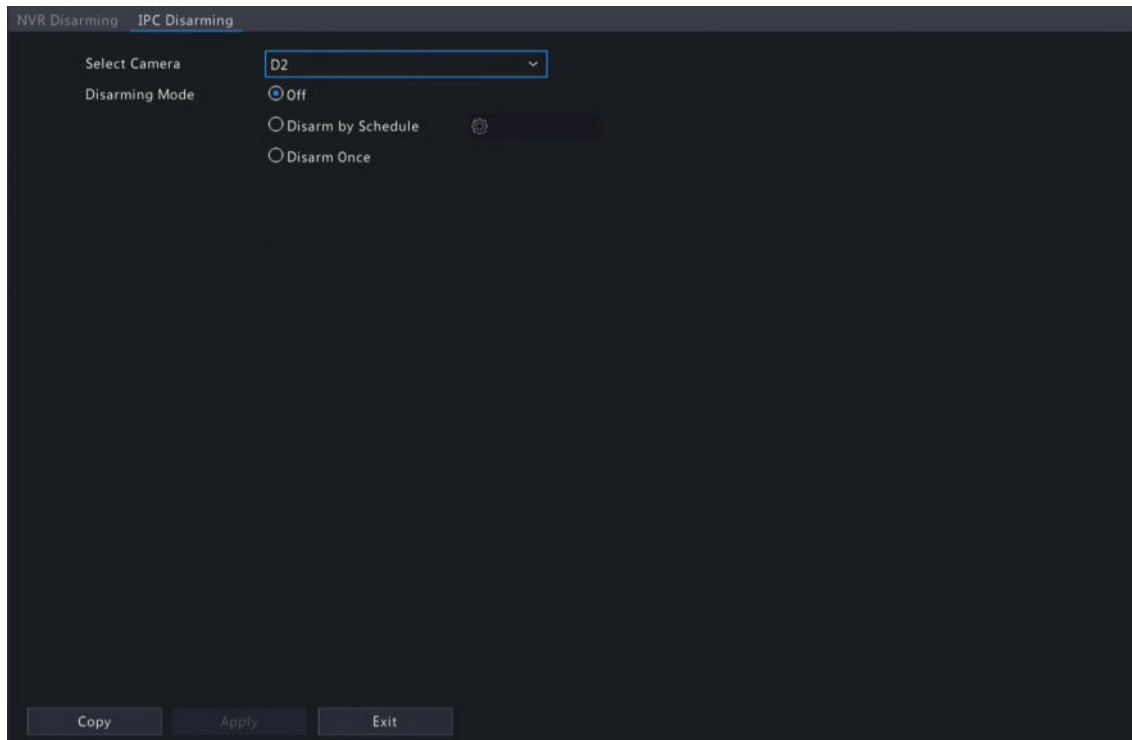 NVR Disarming IPC Disarming
Select Camera D2
Disarming Mode Off
Disarm by Schedule
Disarm Once
Copy Apply Exit